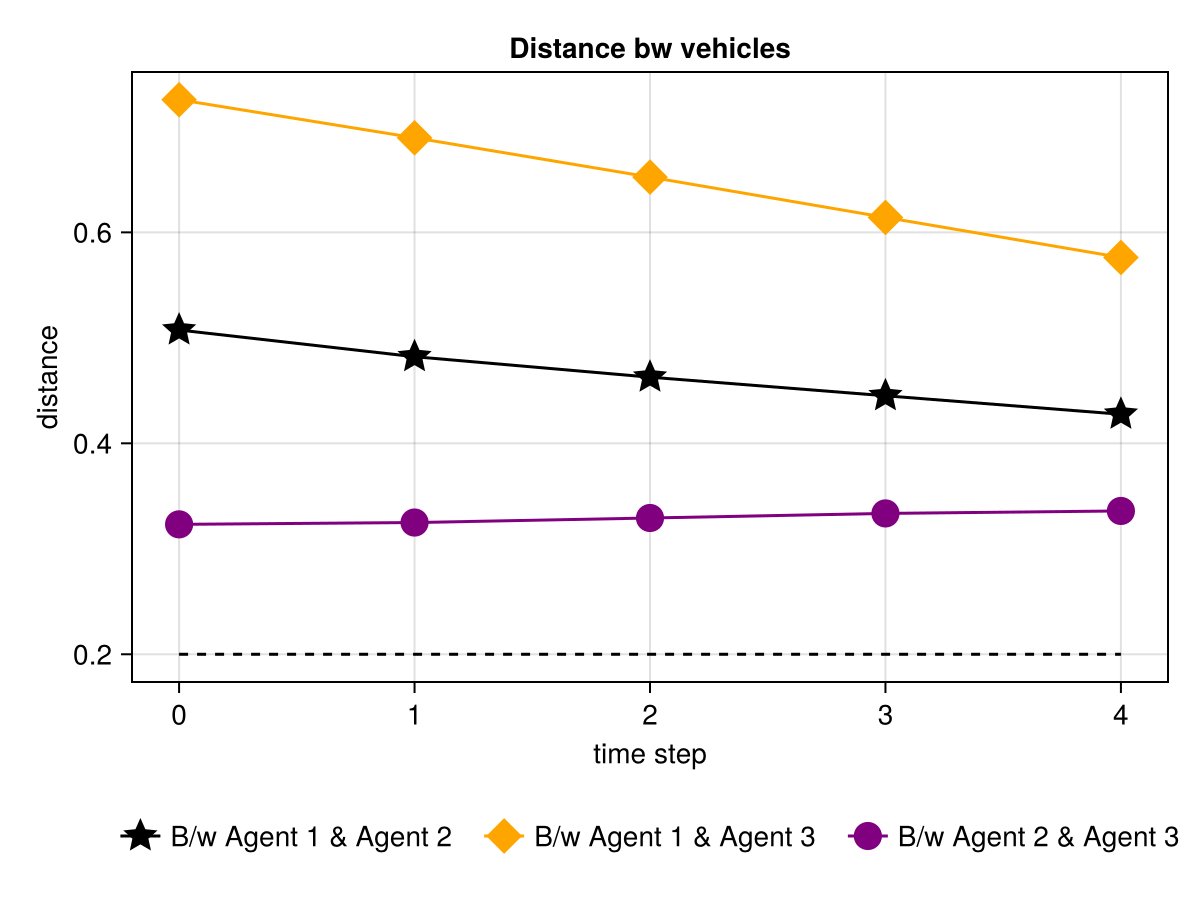 Distance bw vehicles
distance
0.6
0.4
0.2
0 1 2 3 4
time step
B/w Agent 1 & Agent 2 B/w Agent 1 & Agent 3 B/w Agent 2 & Agent 3